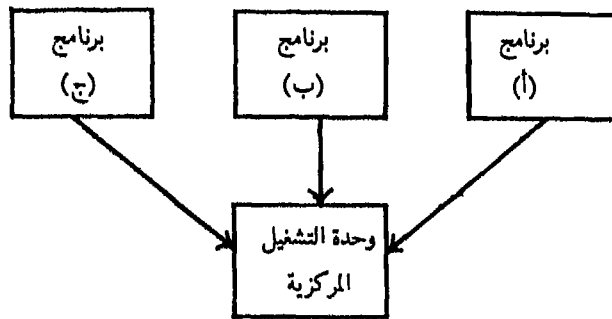 برنامج
(أ)
برنامج
(ب)
برنامج
(ج)
وحدة التشغيل
المركزية